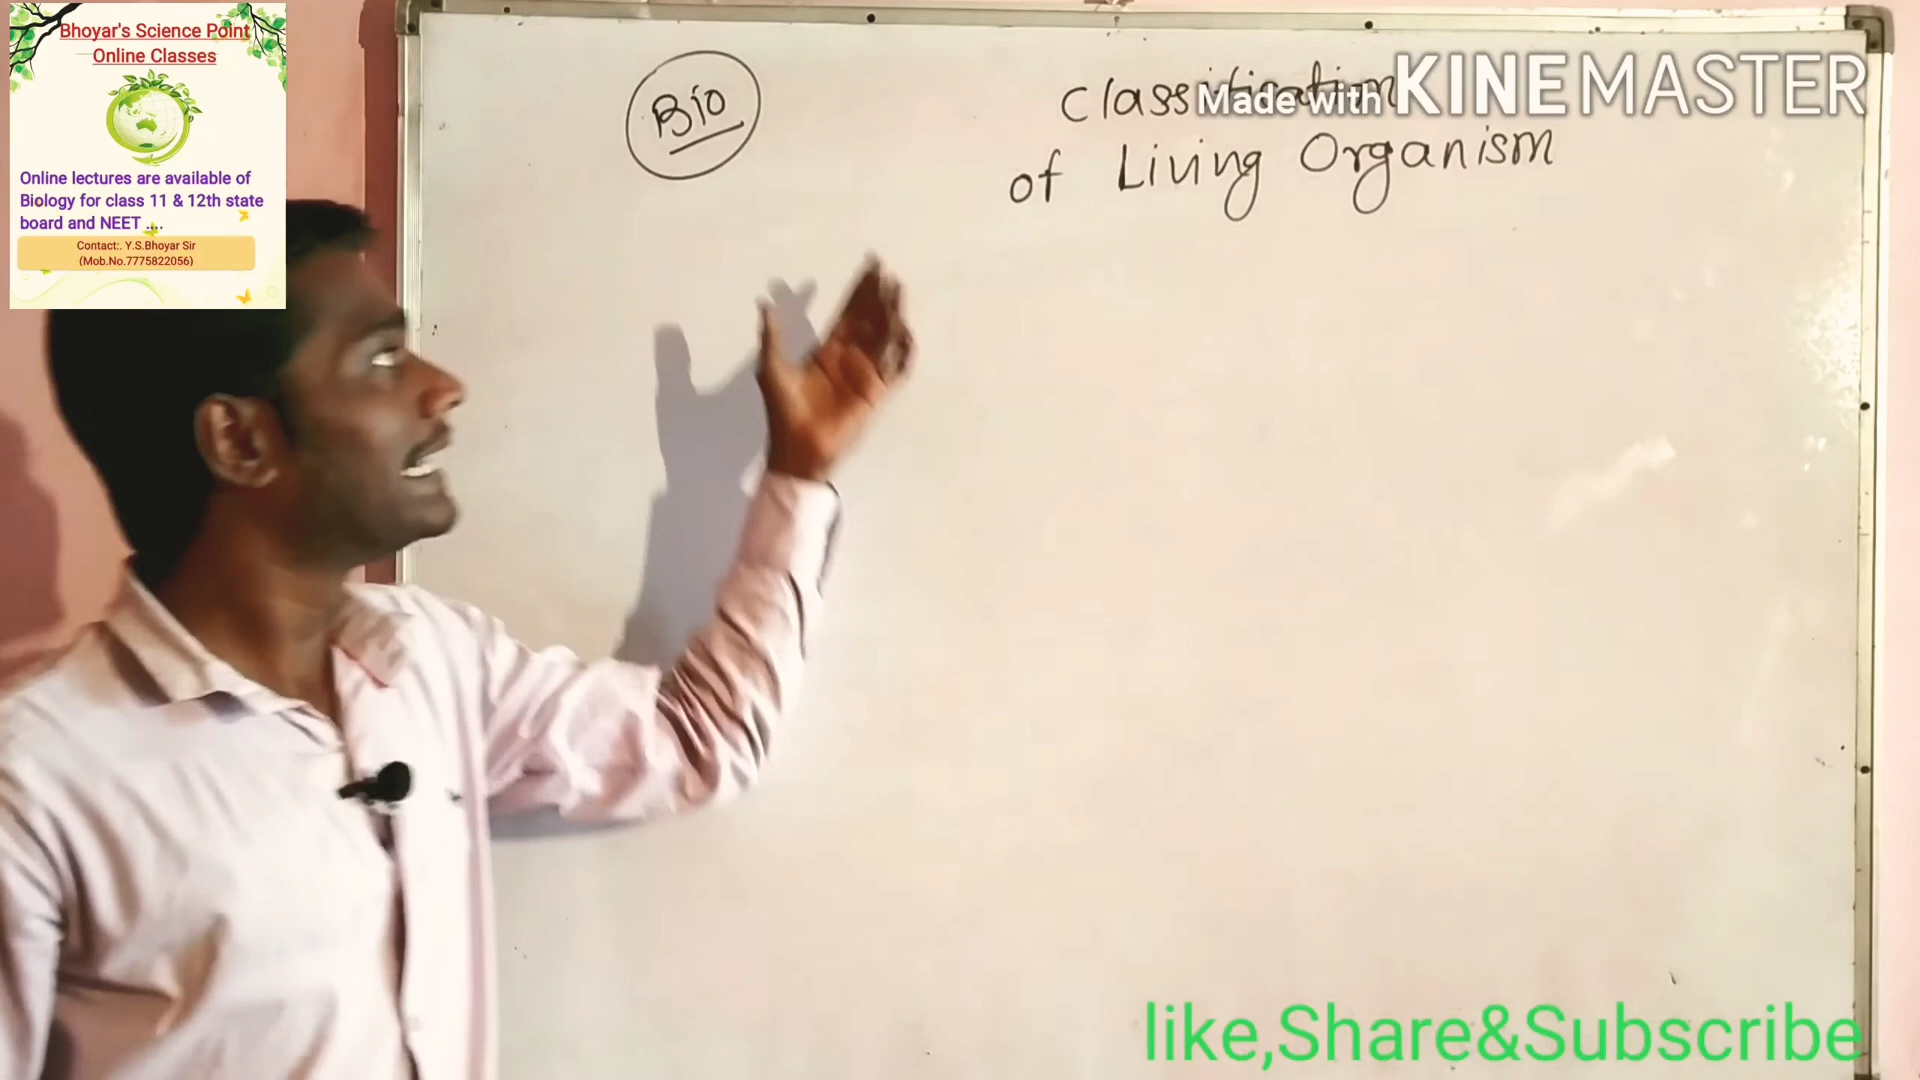 Bhoyar's Science Point
Online Classes
Online lectures are available of
Biology for class 11 & 12th state
board and NEET ....
Contact:. Y.S.Bhoyar Sir
(Mob.No.7775822056)
Bio
Classification
of Living Organism
Made with KINEMASTER
like,Share&Subscribe